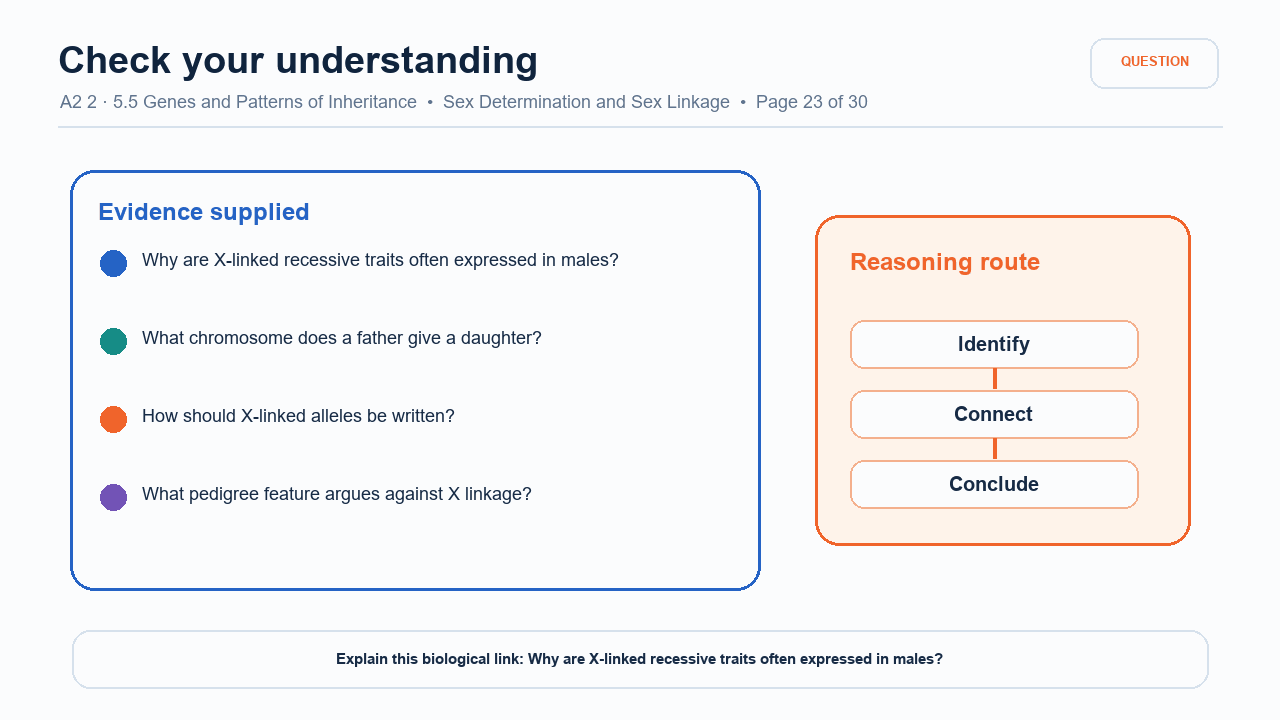 Check your understanding
QUESTION
A2 2 · 5.5 Genes and Patterns of Inheritance • Sex Determination and Sex Linkage • Page 23 of 30
Evidence supplied
Why are X-linked recessive traits often expressed in males?
What chromosome does a father give a daughter?
How should X-linked alleles be written?
What pedigree feature argues against X linkage?
Reasoning route
Identify
Connect
Conclude
Explain this biological link: Why are X-linked recessive traits often expressed in males?